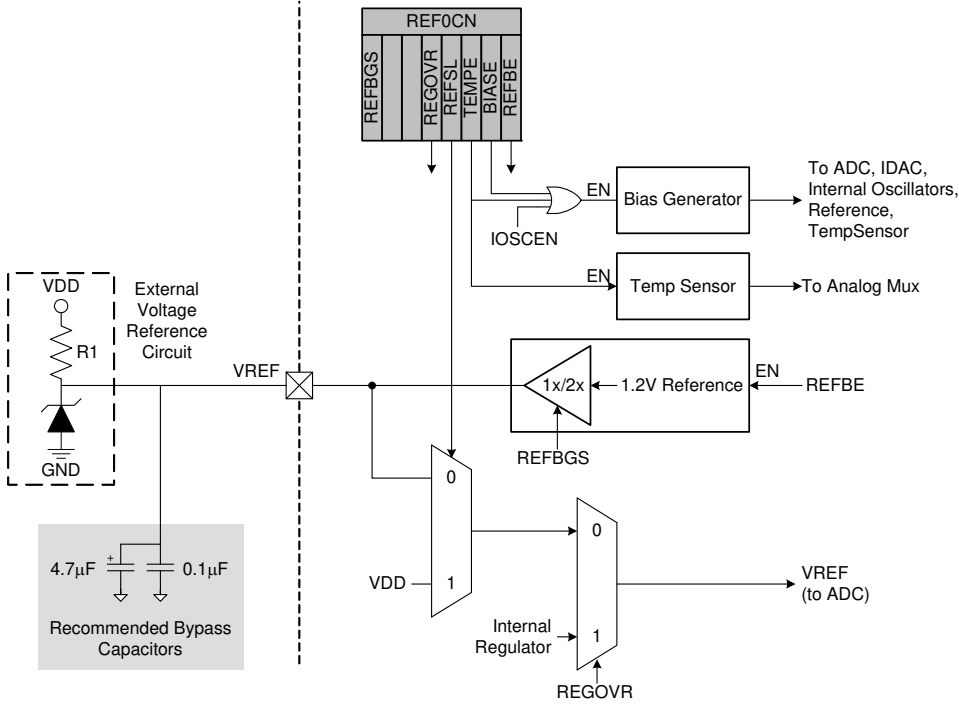 REF0CN
REFBGS
REGOVR
REFSL
TEMPE
BIASE
REFBE
EN
Bias Generator
To ADC, IDAC,
Internal Oscillators,
Reference,
TempSensor
IOSCEN
EN
Temp Sensor
To Analog Mux
VDD
R1
GND
External
Voltage
Reference
Circuit
VREF
1x/2x
1.2V Reference
EN
REFBE
REFBGS
0
VDD
1
0
Internal
Regulator
1
REGOVR
VREF
(to ADC)
4.7µF
+
0.1µF
Recommended Bypass
Capacitors